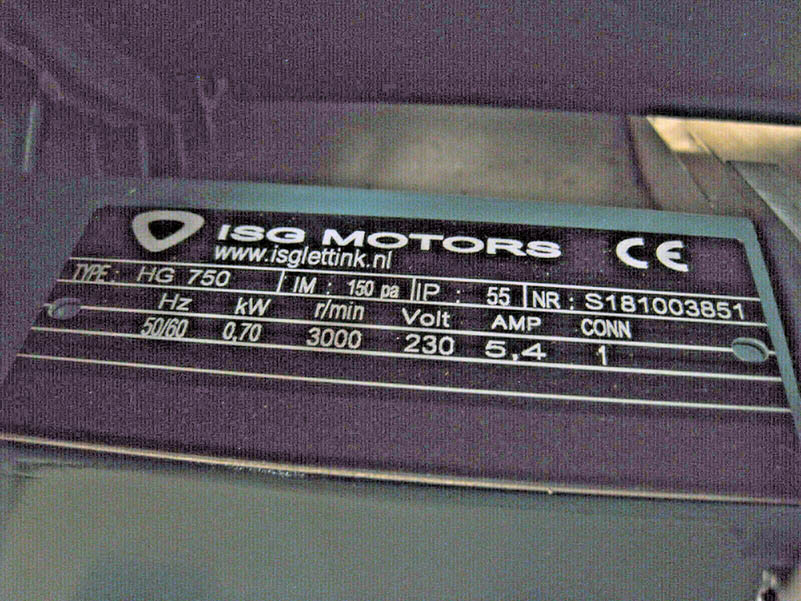 ISG MOTORS CE
www.isglettink.nl
TYPE: HG 750 IM : 150 pa IP : 55 NR : S181003851
Hz kW r/min Volt AMP CONN
50/60 0,70 3000 230 5,4 1